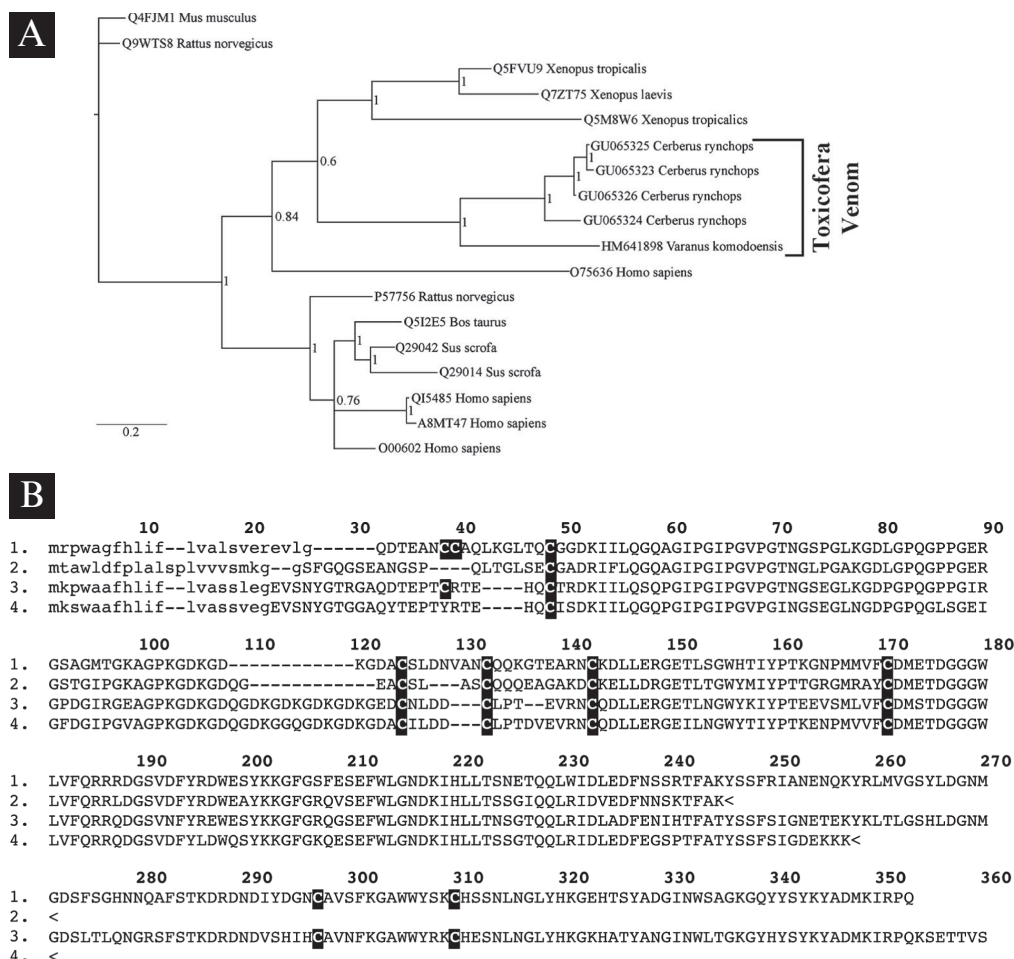 A
Q4FJM1 Mus musculus
Q9WTS8 Rattus norvegicus
Q5FVU9 Xenopus tropicalis
1
Q7ZT75 Xenopus laevis
1
Q5M8W6 Xenopus tropicalics
GU065325 Cerberus rynchops
1
0.6
GU065323 Cerberus rynchops
1
GU065326 Cerberus rynchops
1
0.84
GU065324 Cerberus rynchops
1
HM641898 Varanus komodoensis
Toxicofera
Venom
O75636 Homo sapiens
1
P57756 Rattus norvegicus
Q5I2E5 Bos taurus
1
Q29042 Sus scrofa
1
1
Q29014 Sus scrofa
0.76
QI5485 Homo sapiens
1
A8MT47 Homo sapiens
0.2
O00602 Homo sapiens
B
10 20 30 40 50 60 70 80 90
1. mrpwagfhlif--lvalsverevlg------QDTEANCCAQLKGLTQCGGDKIILQGQAGIPGIPGVPGTNGSPGLKGDLGPQGPPGER
2. mtawldfplalsplvvvsmkg--gSFGQGSEANGSP----QLTGLSECGADRIFLQGQAGIPGIPGVPGTNGLPGAKGDLGPQGPPGER
3. mkpwaafhlif--lvasslegEVSNYGTRGAQDTEPTCRTE----HQCTRDKIILQSQPGIPGIPGVPGINGSEGLKGDPGPQGPPGIR
4. mkswaafhlif--lvassvegEVSNYGTGGAQYTEPTYRTE----HQCISDKIILQGQPGIPGIPGVPGINGSEGLNGDPGPQGLSGEI
100 110 120 130 140 150 160 170 180
1. GSAGMTGKAGPKGDKGD------------KGDACSLDNVANCQQKGTEARNCKDLLERGETLSGWHTIYPTKGNPMMVFCDMETDGGGW
2. GSTGIPGKAGPKGDKGDQG----------EACSL---ASCQQQEAGAKDCKELLDRGETLTGWYMIYPTTGRGMRAYCDMETDGGGW
3. GPDGIRGEAGPKGDKGDQGDKGDKGDKGDKGEDCNLDD---CLPT--EVRNCQDLLERGETLNGWYKIYPTEEVSMLVFCDMSTDGGGW
4. GFDGIPGVAGPKGDKGDQGDKGGQGDKGDKGDACILDD---CLPTDVEVRNCQDLLERGEILNGWYTIYPTKENPMVVFCDMETDGGGW
190 200 210 220 230 240 250 260 270
1. LVFQRRRDGSVDFYRDWESYKKGFGSFESEFWLGNDKIHLLTSNETQQLWIDLEDFNSSRTFAKYSSFRIANENQKYRLMVGSYLDGNM
2. LVFQRRLDGSVDFYRDWEAYKKGFGRQVSEFWLGNDKIHLLTSSGIQQLRIDVEDFNNSKTFAK<
3. LVFQRRQDGSVNFYREWESYKKGFGRQGSEFWLGNDKIHLLTNSGTQQLRIDLADFENIHTFATYSSFSIGNETEKYKLTLGSHLDGNM
4. LVFQRRQDGSVDFYLDWQSYKKGFGKQESEFWLGNDKIHLLTSSGTQQLRIDLEDFEGSPTFATYSSFSIGDEKKK<
280 290 300 310 320 330 340 350 360
1. GDSFSGHNNQAFSTKDRDNDIYDGNCAVSFKGAWWYSKCHSSNLNGLYHKGEHTSYADGINWSAGKGQYYSYKYADMKIRPQ
2. <
3. GDSLTLQNGRSFSTKDRDNDVSHIHCAVNFKGAWWYRKCHESNLNGLYHKGKHATYANGINWLTGKGYHYSYKYADMKIRPQKSETTVS
4. <